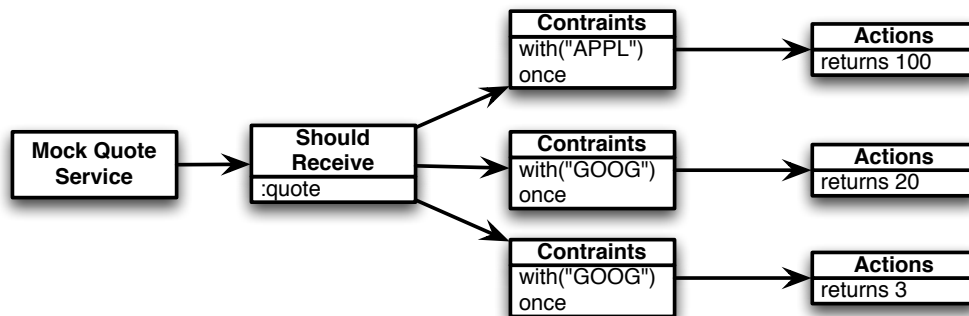 Mock Quote
Service
Should
Receive
:quote
Contraints
with("APPL")
once
Actions
returns 100
Contraints
with("GOOG")
once
Actions
returns 20
Contraints
with("GOOG")
once
Actions
returns 3